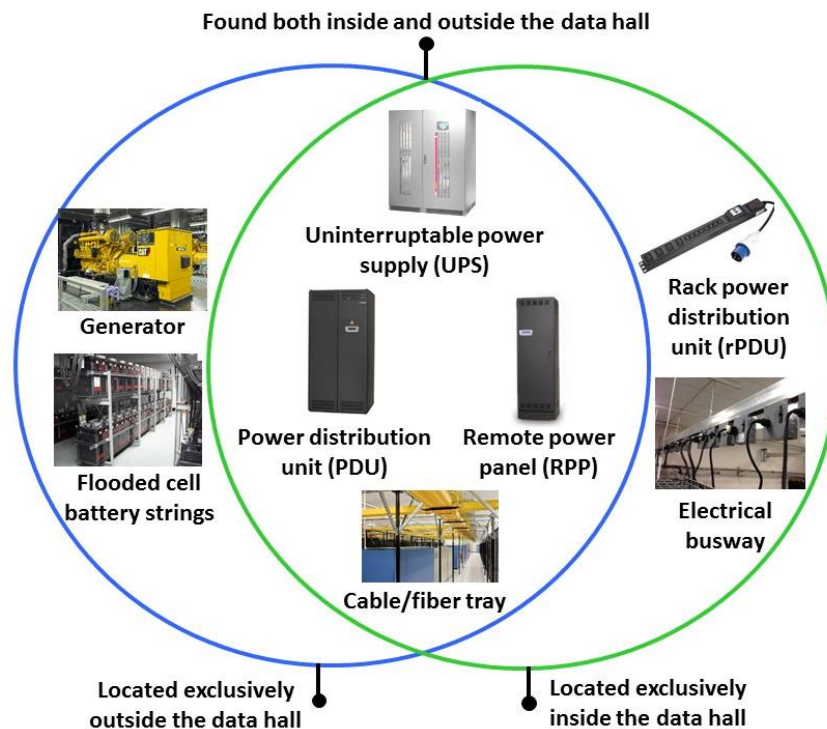 Found both inside and outside the data hall
Uninterruptable power
supply (UPS)
Generator
Rack power
distribution
unit (rPDU)
Power distribution
unit (PDU)
Remote power
panel (RPP)
Flooded cell
battery strings
Electrical
busway
Cable/fiber tray
Located exclusively
outside the data hall
Located exclusively
inside the data hall
CAT